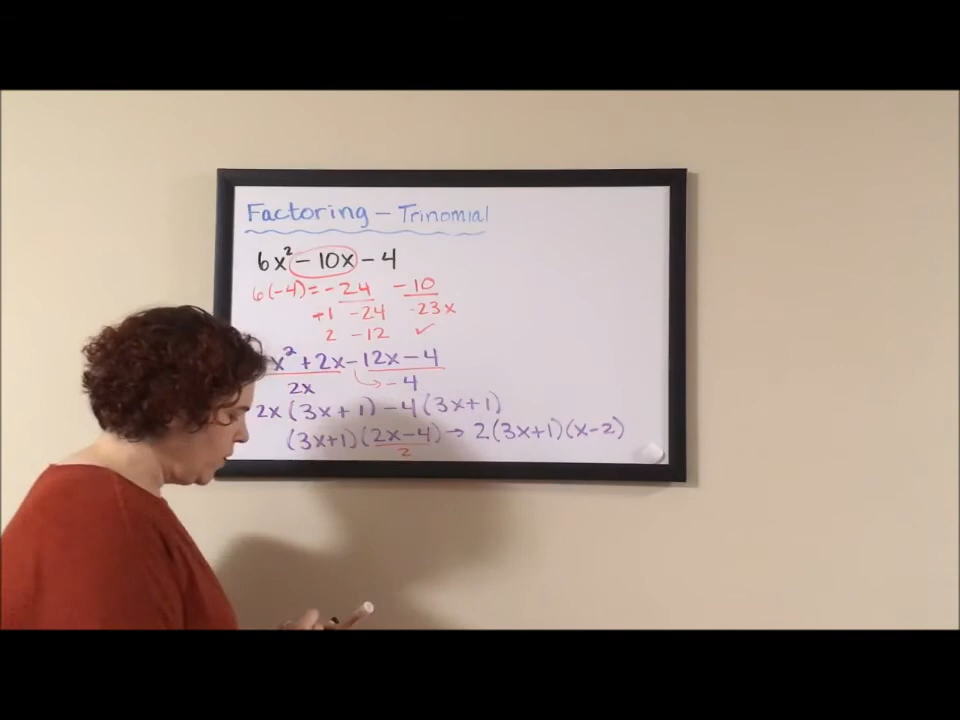 Factoring – Trinomial
6x² – 10x – 4
6(-4) = -24 -10
+1 -24 -23x
2 -12 ✓
x² + 2x – 12x – 4
2x → -4
2x(3x+1) – 4(3x+1)
(3x+1)(2x–4) → 2(3x+1)(x–2)
2